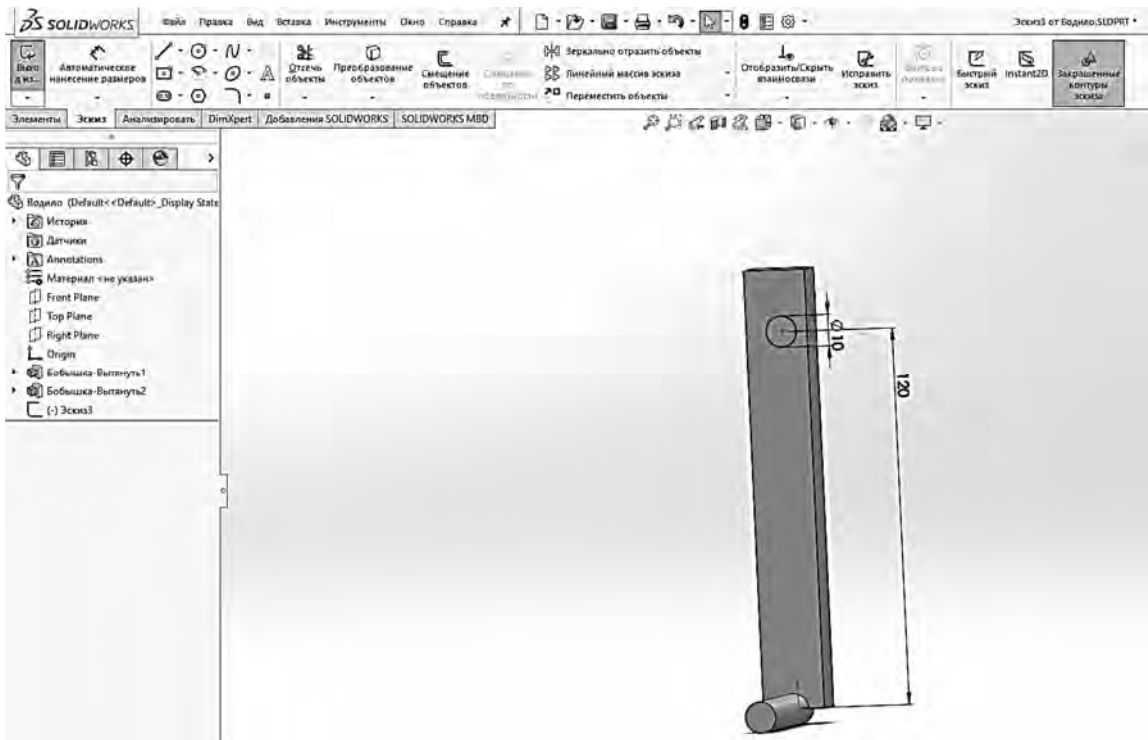 SOLIDWORKS Файл Правка Вид Вставка Инструменты Окно Справка Эскиз3 от Водило.SLDPRT *
Автоматическое нанесение размеров
Отсечь объекты
Преобразование объектов
Смещение объектов
Зеркально отразить объекты
Линейный массив эскиза
Переместить объекты
Отобразить/Скрыть взаимосвязи
Исправить эскиз
Быстрый эскиз
Instant2D
Закрашенные контуры эскиза
Элементы Эскиз Анализировать DimXpert Добавления SOLIDWORKS SOLIDWORKS MBD
Водило (Default<<Default>_Display State
История
Датчики
Annotations
Материал <не указан>
Front Plane
Top Plane
Right Plane
Origin
Бобышка-Вытянуть1
Бобышка-Вытянуть2
(-) Эскиз3
Ø10
120